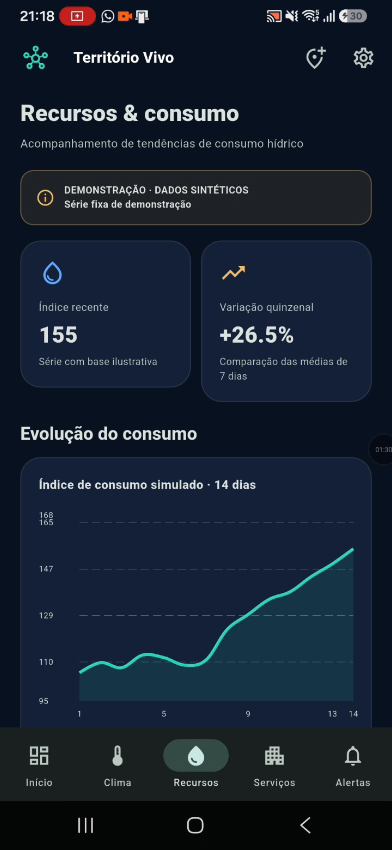 21:18
30
Território Vivo
Recursos & consumo
Acompanhamento de tendências de consumo hídrico
DEMONSTRAÇÃO · DADOS SINTÉTICOS
Série fixa de demonstração
Índice recente
155
Série com base ilustrativa
Variação quinzenal
+26.5%
Comparação das médias de
7 dias
Evolução do consumo
01:30
Índice de consumo simulado · 14 dias
168
165
147
129
110
95
1 5 9 13 14
Início Clima Recursos Serviços Alertas